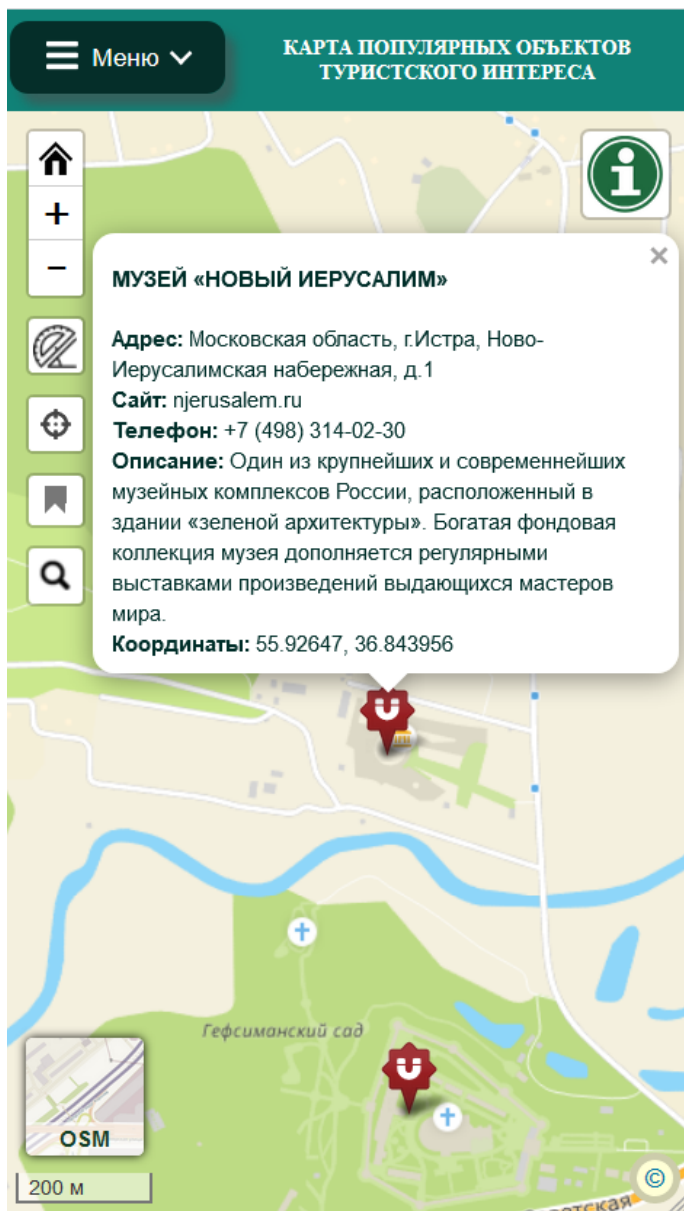 Меню
КАРТА ПОПУЛЯРНЫХ ОБЪЕКТОВ
ТУРИСТСКОГО ИНТЕРЕСА
МУЗЕЙ «НОВЫЙ ИЕРУСАЛИМ»
Адрес: Московская область, г.Истра, Ново-
Иерусалимская набережная, д.1
Сайт: njerusalem.ru
Телефон: +7 (498) 314-02-30
Описание: Один из крупнейших и современнейших
музейных комплексов России, расположенный в
здании «зеленой архитектуры». Богатая фондовая
коллекция музея дополняется регулярными
выставками произведений выдающихся мастеров
мира.
Координаты: 55.92647, 36.843956
Гефсиманский сад
OSM
200 м
©